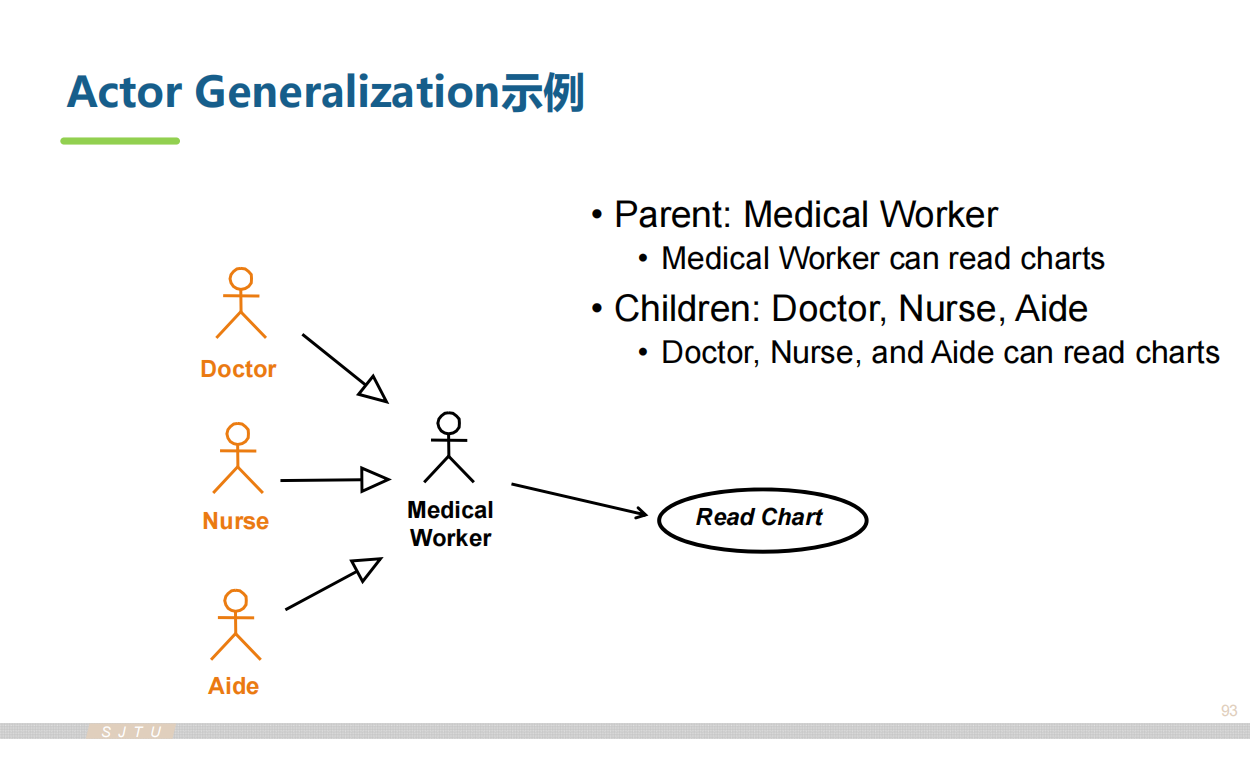 Actor Generalization示例
• Parent: Medical Worker
• Medical Worker can read charts
• Children: Doctor, Nurse, Aide
• Doctor, Nurse, and Aide can read charts
Doctor
Nurse
Aide
Medical
Worker
Read Chart
93
SJTU